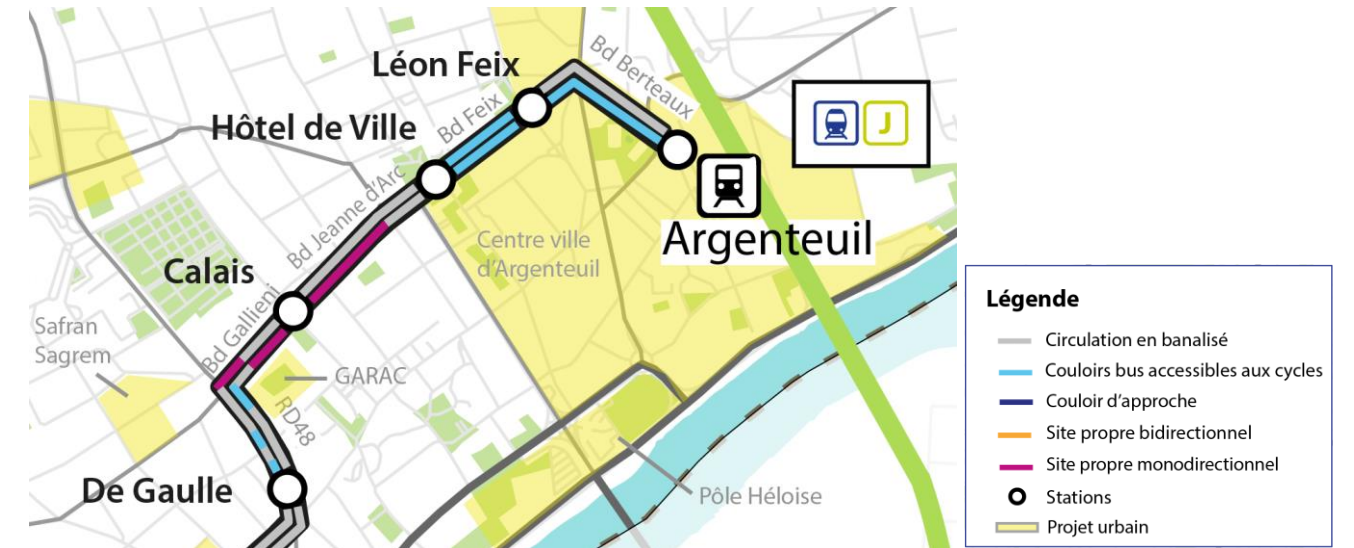 Léon Feix
Bd Berteaux
J
Hôtel de Ville
Bd Feix
Bd Jeanne d'Arc
Argenteuil
Centre ville
d'Argenteuil
Calais
Bd Gallieni
Safran
Sagrem
GARAC
RD48
De Gaulle
Pôle Héloise
Légende
Circulation en banalisé
Couloirs bus accessibles aux cycles
Couloir d'approche
Site propre bidirectionnel
Site propre monodirectionnel
Stations
Projet urbain